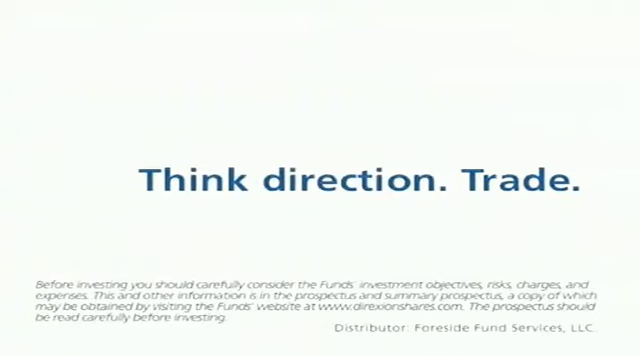 Think direction. Trade.
Before investing you should carefully consider the Funds' investment objectives, risks, charges, and
expenses. This and other information is in the prospectus and summary prospectus, a copy of which
may be obtained by visiting the Funds' website at www.direxionshares.com. The prospectus should
be read carefully before investing.
Distributor: Foreside Fund Services, LLC.